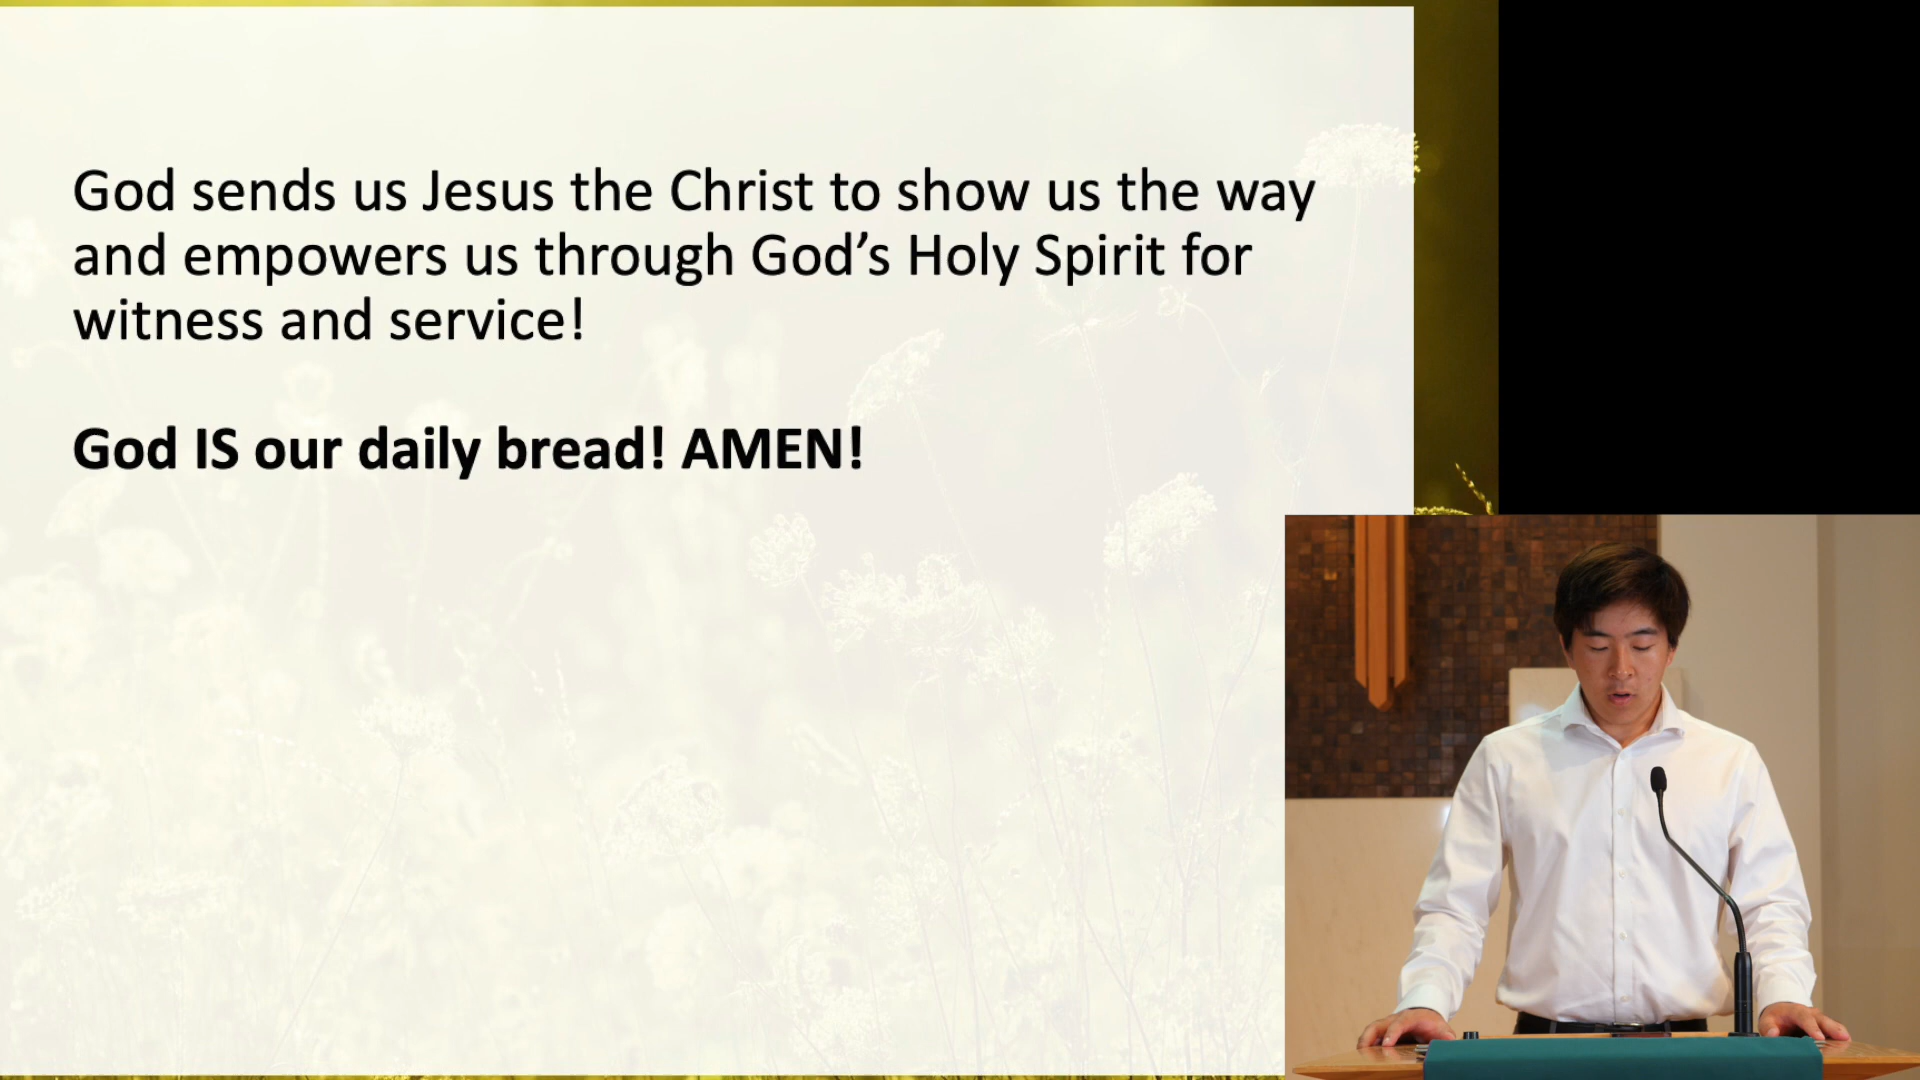 God sends us Jesus the Christ to show us the way
and empowers us through God’s Holy Spirit for
witness and service!
God IS our daily bread! AMEN!